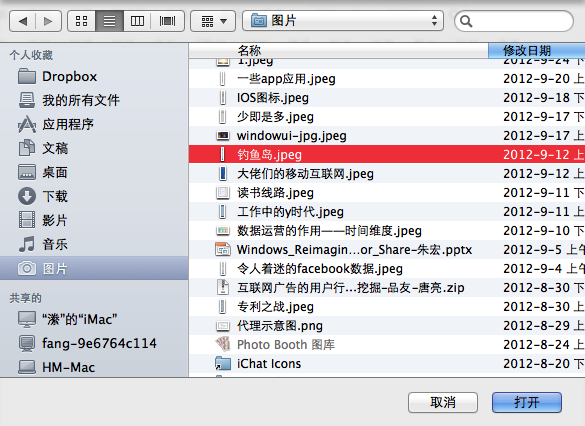 图片
名称 修改日期
个人收藏
Dropbox
我的所有文件
应用程序
文稿
桌面
下载
影片
音乐
图片
共享的
“潆”的“iMac”
fang-9e6764c114
HM-Mac
1.jpeg 2012-9-24 下
一些app应用.jpeg 2012-9-20 上
IOS图标.jpeg 2012-9-18 下
少即是多.jpeg 2012-9-17 下
windowui-jpg.jpeg 2012-9-17 上
钓鱼岛.jpeg 2012-9-12 上
大佬们的移动互联网.jpeg 2012-9-12 上
读书线路.jpeg 2012-9-11 下
工作中的y时代.jpeg 2012-9-11 上
数据运营的作用——时间维度.jpeg 2012-9-10 下
Windows_Reimagin...or_Share-朱宏.pptx 2012-9-5 上午
令人着迷的facebook数据.jpeg 2012-9-4 上午
互联网广告的用户行...挖掘-品友-唐亮.zip 2012-8-30 下
专利之战.jpeg 2012-8-30 上
代理示意图.png 2012-8-29 上
Photo Booth 图库 2012-8-24 上
iChat Icons 2012-8-20 下
取消 打开